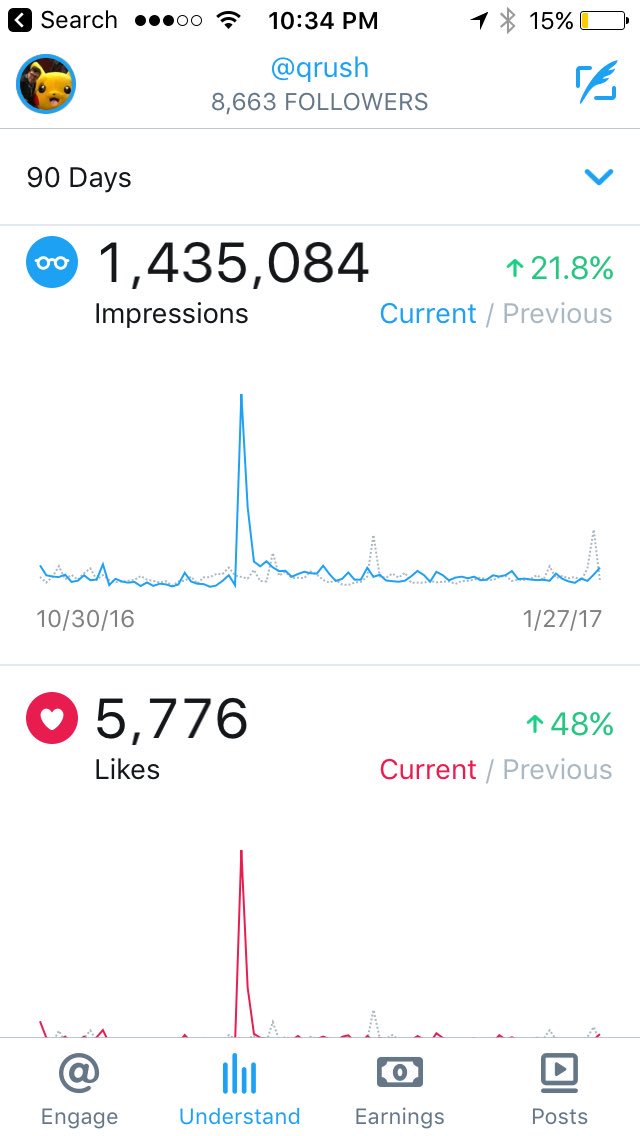 Search 10:34 PM 15%
@qrush
8,663 FOLLOWERS
90 Days
1,435,084 21.8%
Impressions Current / Previous
10/30/16 1/27/17
5,776 48%
Likes Current / Previous
Engage Understand Earnings Posts